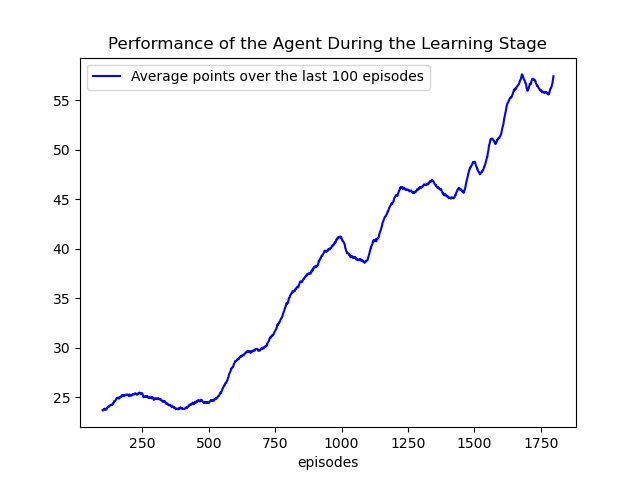 Performance of the Agent During the Learning Stage
Average points over the last 100 episodes
55
50
45
40
35
30
25
250 500 750 1000 1250 1500 1750
episodes